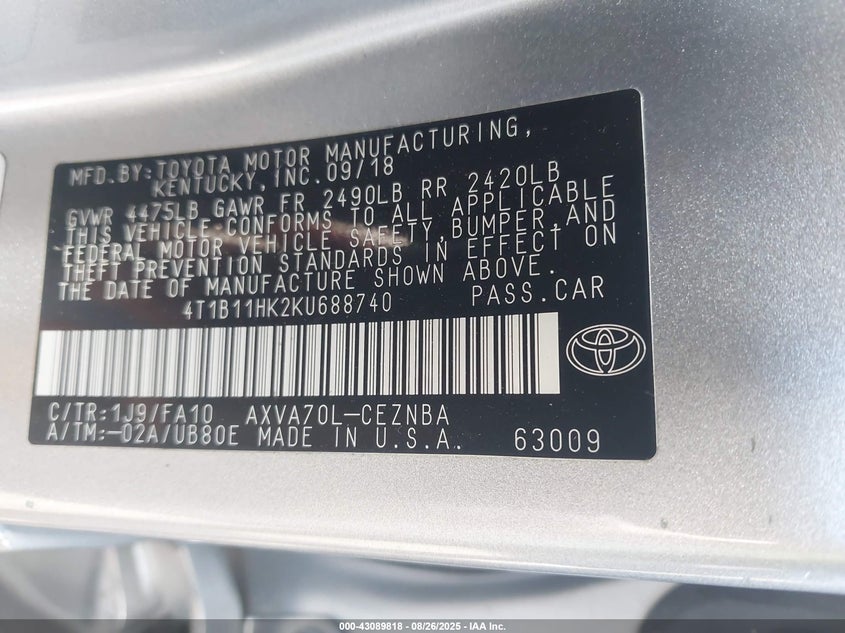 MFD.BY:TOYOTA MOTOR MANUFACTURING,
KENTUCKY,INC.09/18
GVWR 4475LB GAWR FR 2490LB RR 2420LB
THIS VEHICLE CONFORMS TO ALL APPLICABLE
FEDERAL MOTOR VEHICLE SAFETY,BUMPER,AND
THEFT PREVENTION STANDARDS IN EFFECT ON
THE DATE OF MANUFACTURE SHOWN ABOVE.
4T1B11HK2KU688740 PASS.CAR
C/TR:1J9/FA10 AXVA70L-CEZNBA
A/TM:-02A/UB80E MADE IN U.S.A. 63009
000-43089818 - 08/26/2025 - IAA Inc.